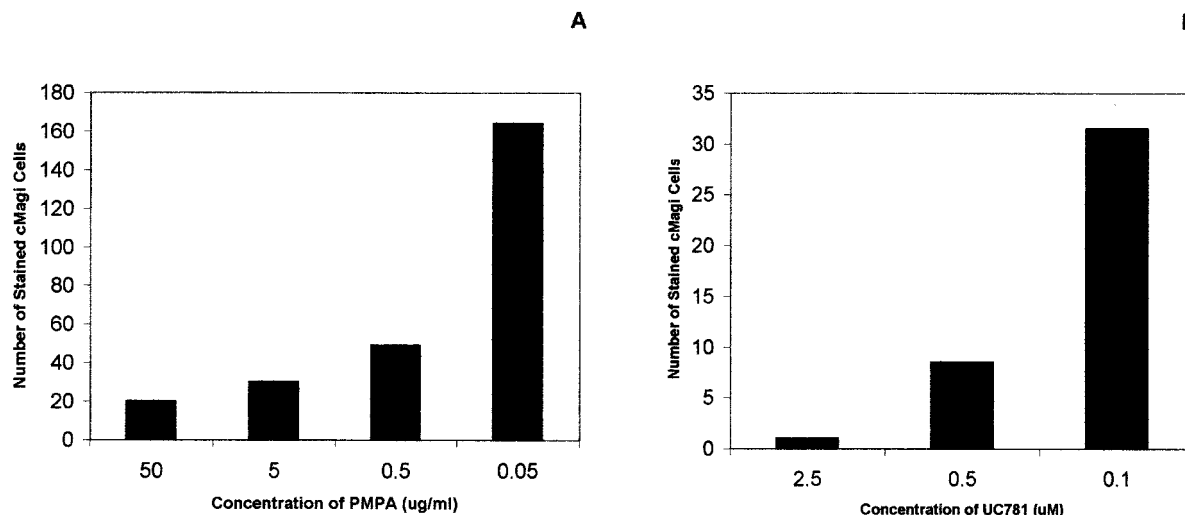 A
180
160
140
120
100
80
60
40
20
0
Number of Stained cMagi Cells
50 5 0.5 0.05
Concentration of PMPA (ug/ml)
35
30
25
20
15
10
5
0
Number of Stained cMagi Cells
2.5 0.5 0.1
Concentration of UC781 (uM)